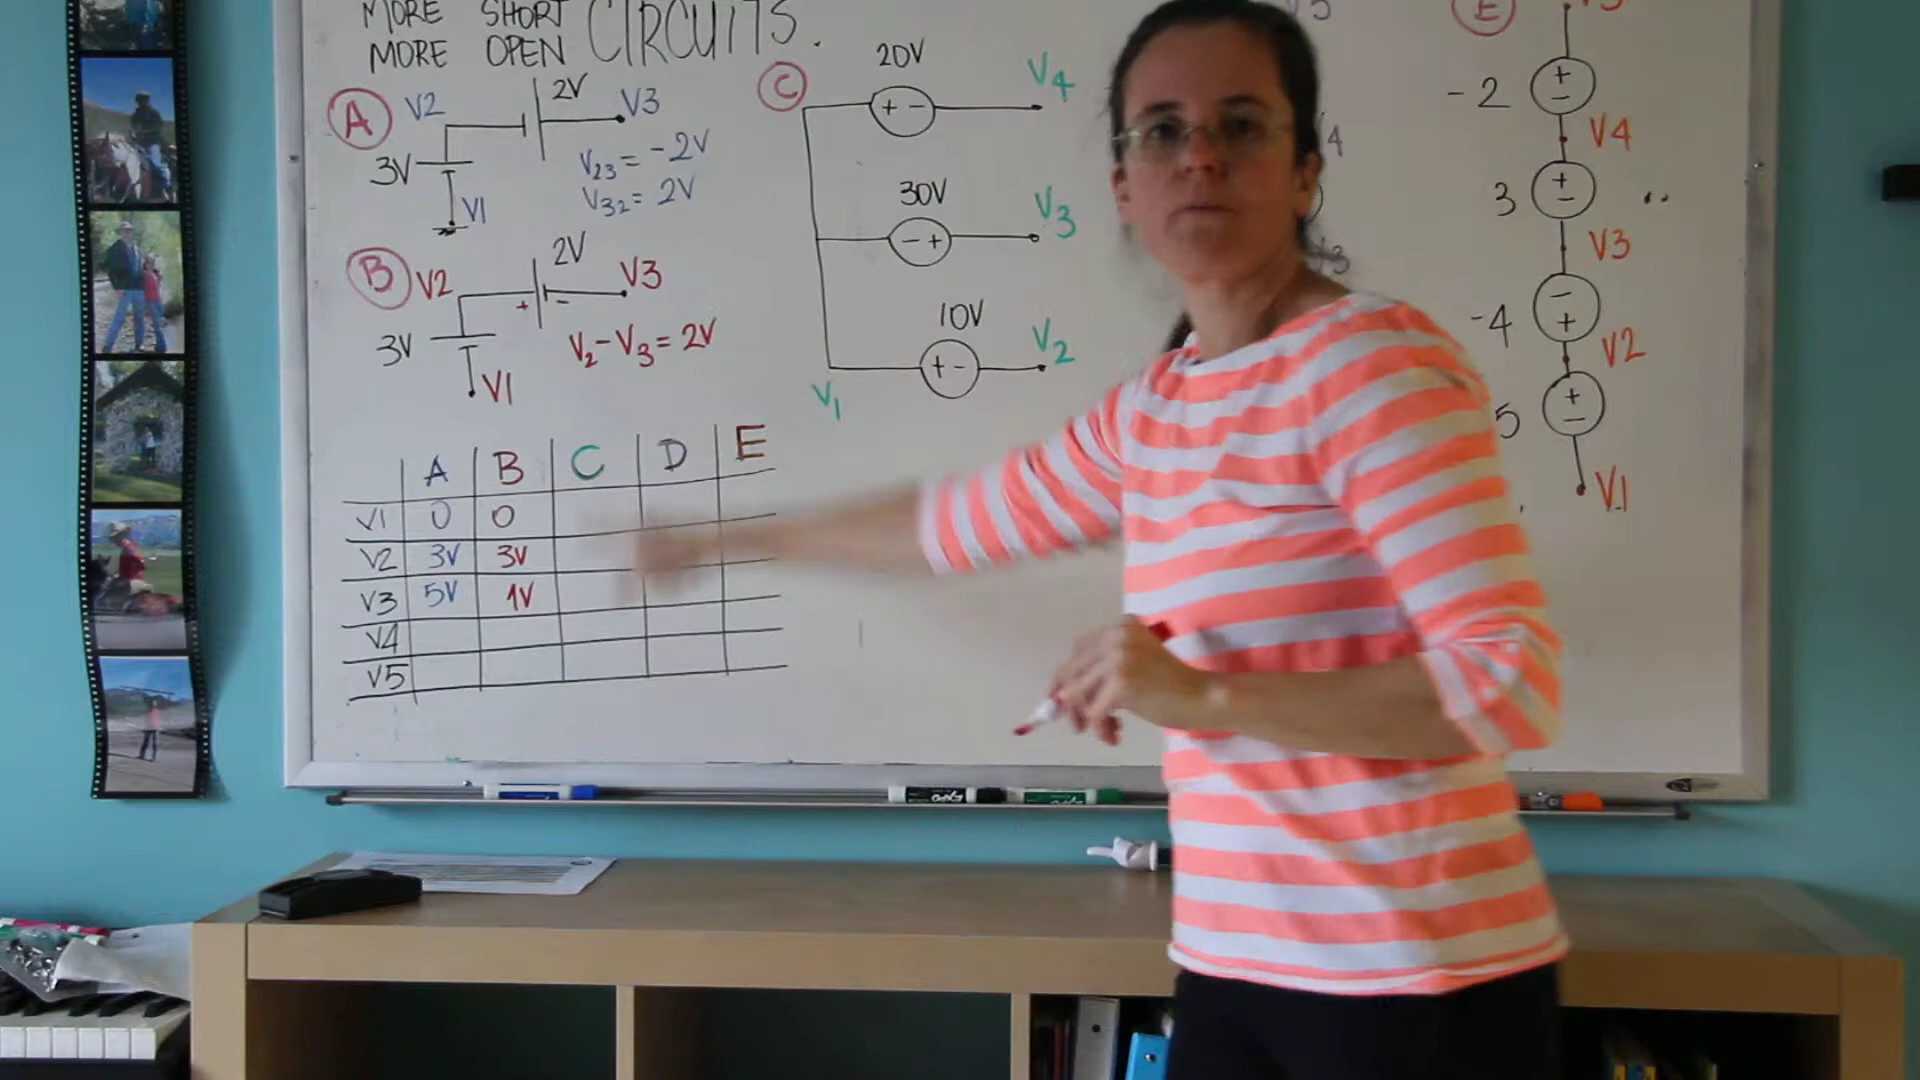 MORE SHORT
MORE OPEN CIRCUITS.
A
V2
2V
V3
3V
V1
V23 = -2V
V32 = 2V
B
V2
2V
V3
+ -
3V
V1
V2-V3=2V
C
20V
+ -
V4
30V
- +
V3
10V
+ -
V2
V1
A B C D E
V1 0 0
V2 3V 3V
V3 5V 1V
V4
V5
E
+
-
-2
V4
+
-
3
V3
-
+
-4
V2
+
-
5
V1